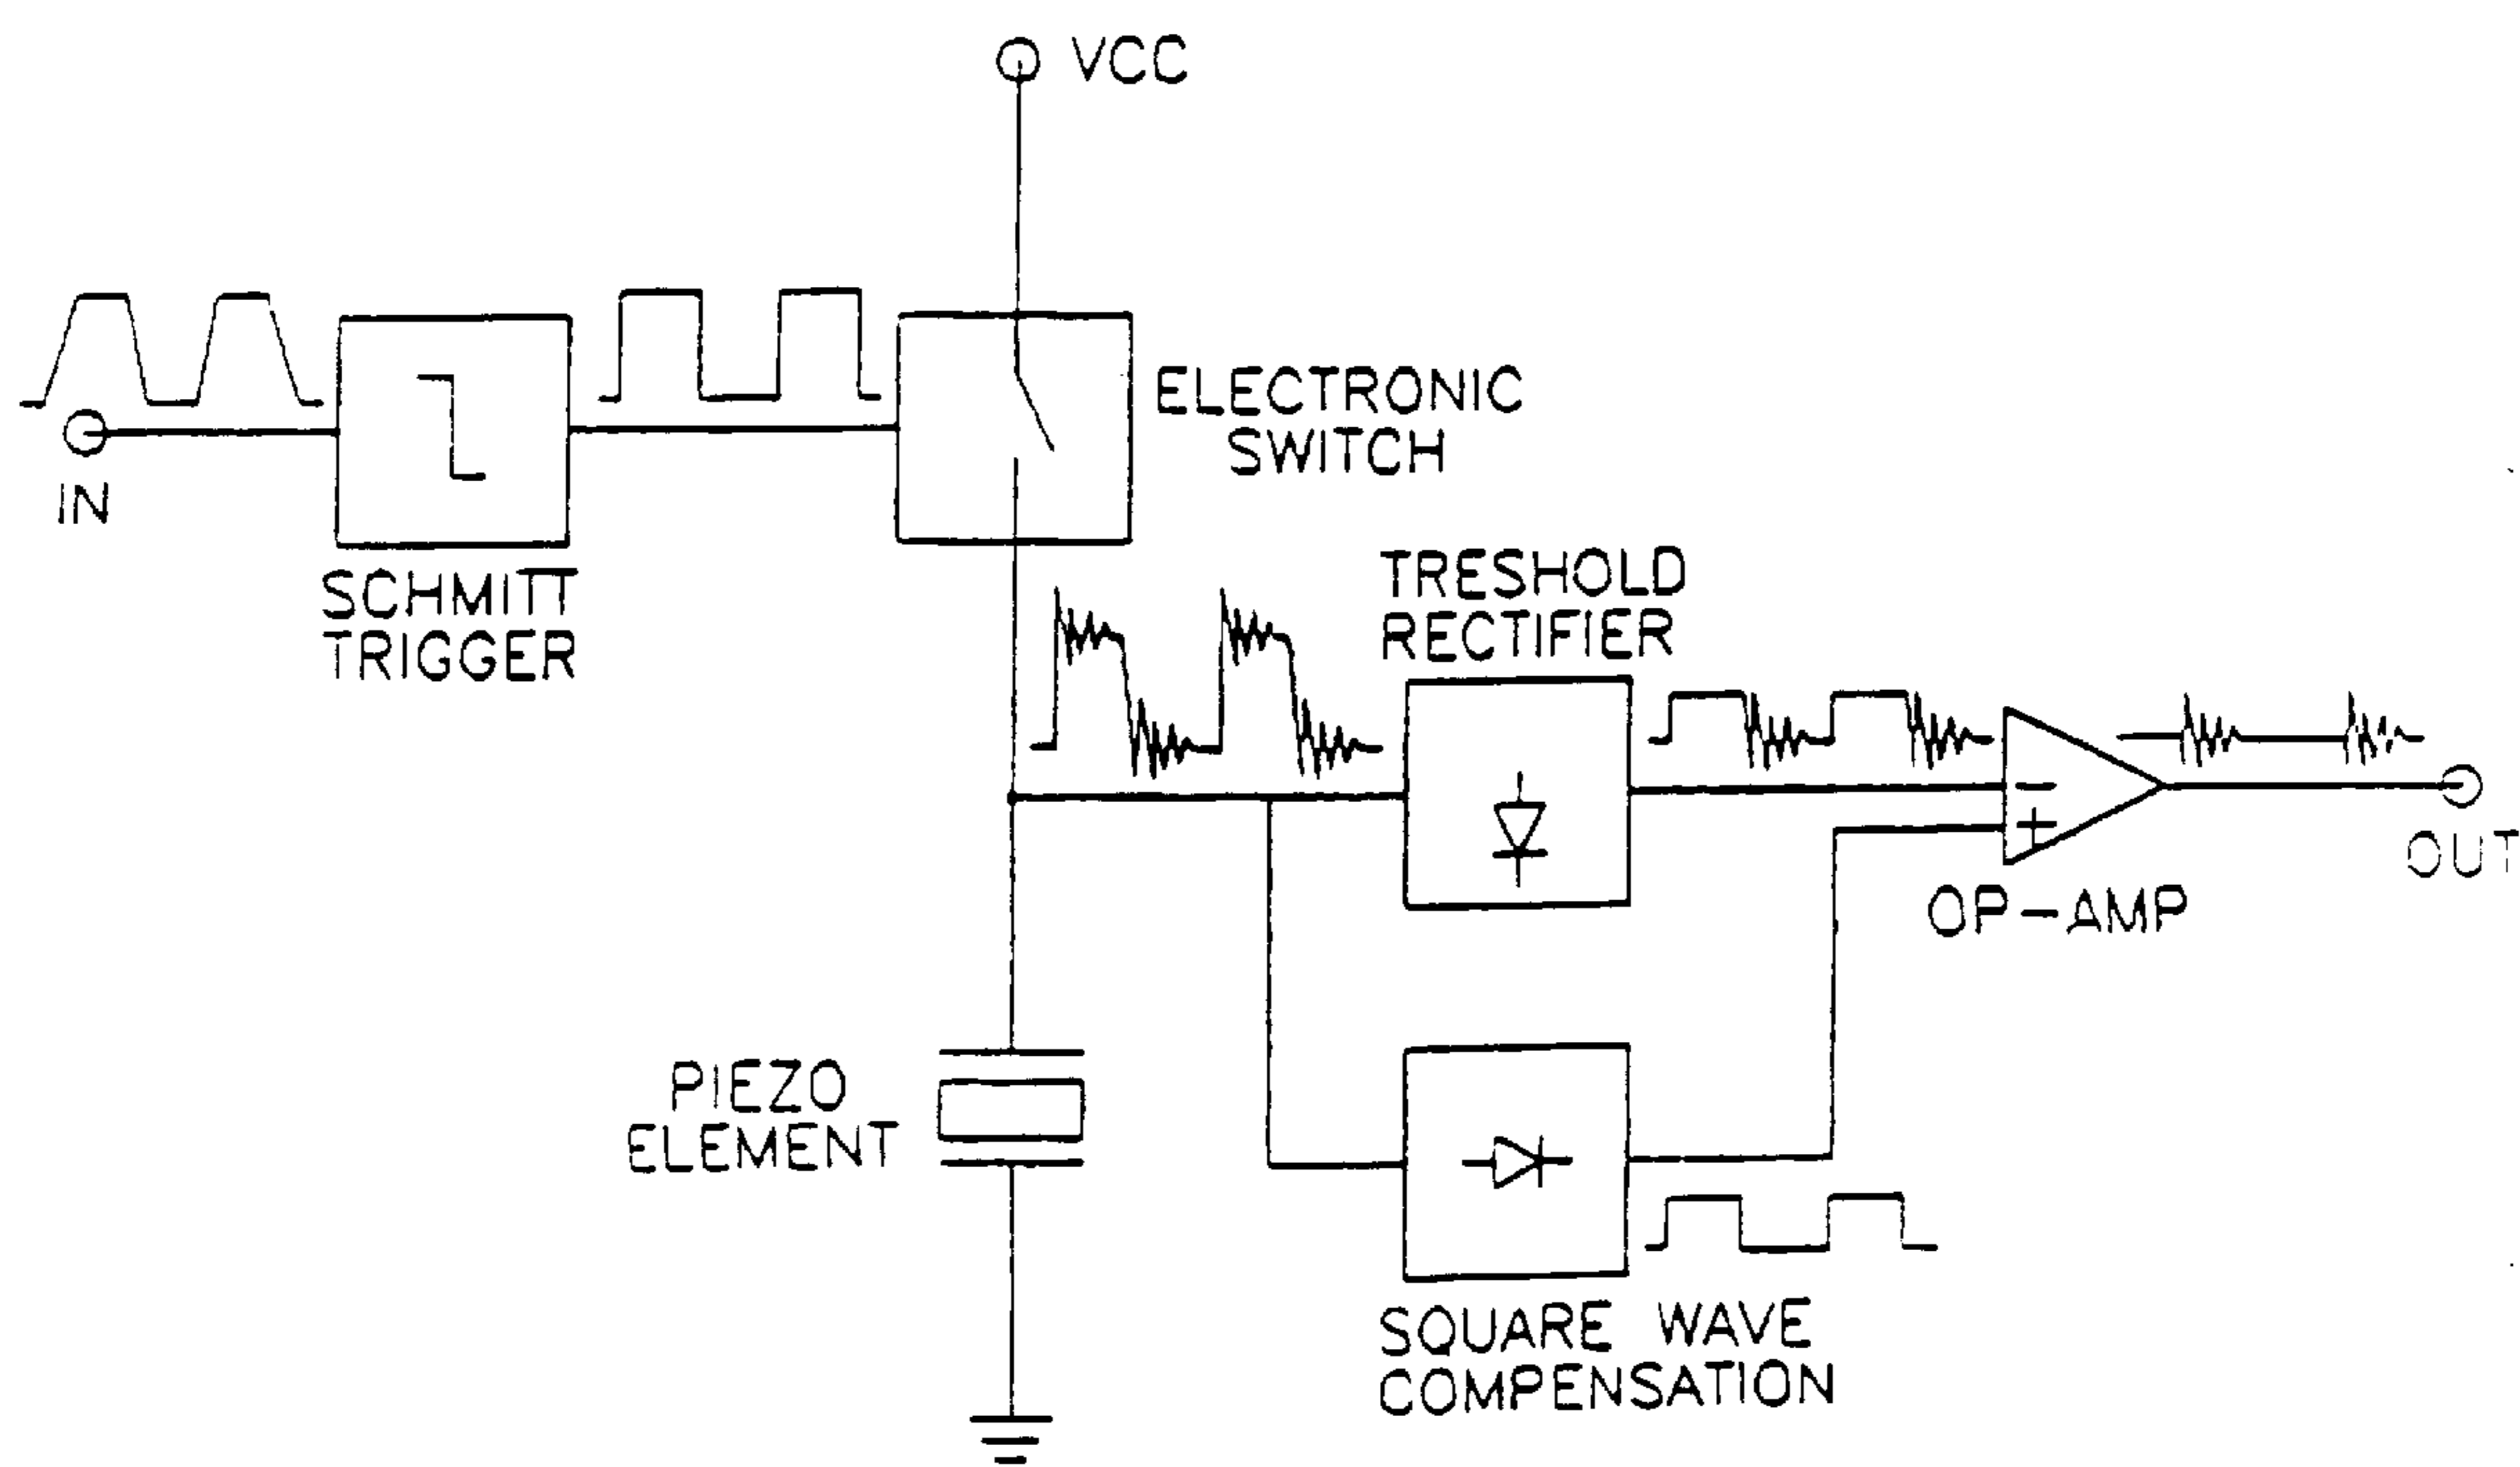 VCC
IN
SCHMITT
TRIGGER
ELECTRONIC
SWITCH
TRESHOLD
RECTIFIER
OUT
OP-AMP
PIEZO
ELEMENT
SQUARE WAVE
COMPENSATION